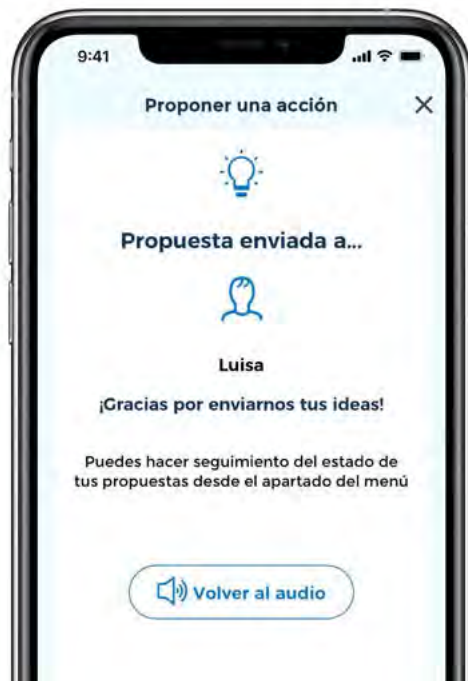 9:41
Proponer una acción
Propuesta enviada a...
Luisa
¡Gracias por enviarnos tus ideas!
Puedes hacer seguimiento del estado de
tus propuestas desde el apartado del menú
Volver al audio